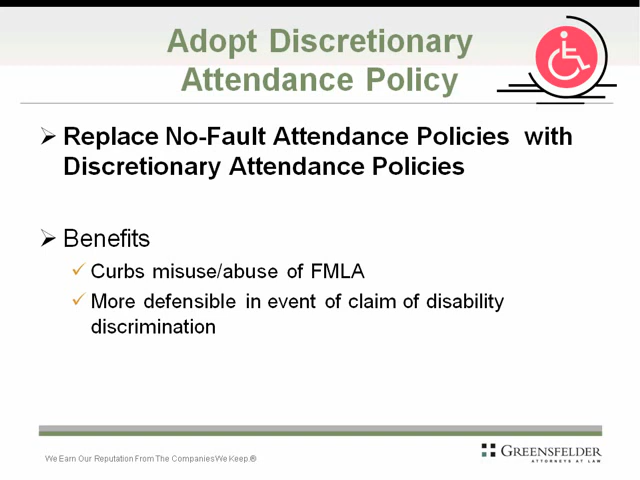 Adopt Discretionary
Attendance Policy
Replace No-Fault Attendance Policies with
Discretionary Attendance Policies
Benefits
Curbs misuse/abuse of FMLA
More defensible in event of claim of disability
discrimination
We Earn Our Reputation From The Companies We Keep.®
GREENSFELDER
ATTORNEYS AT LAW